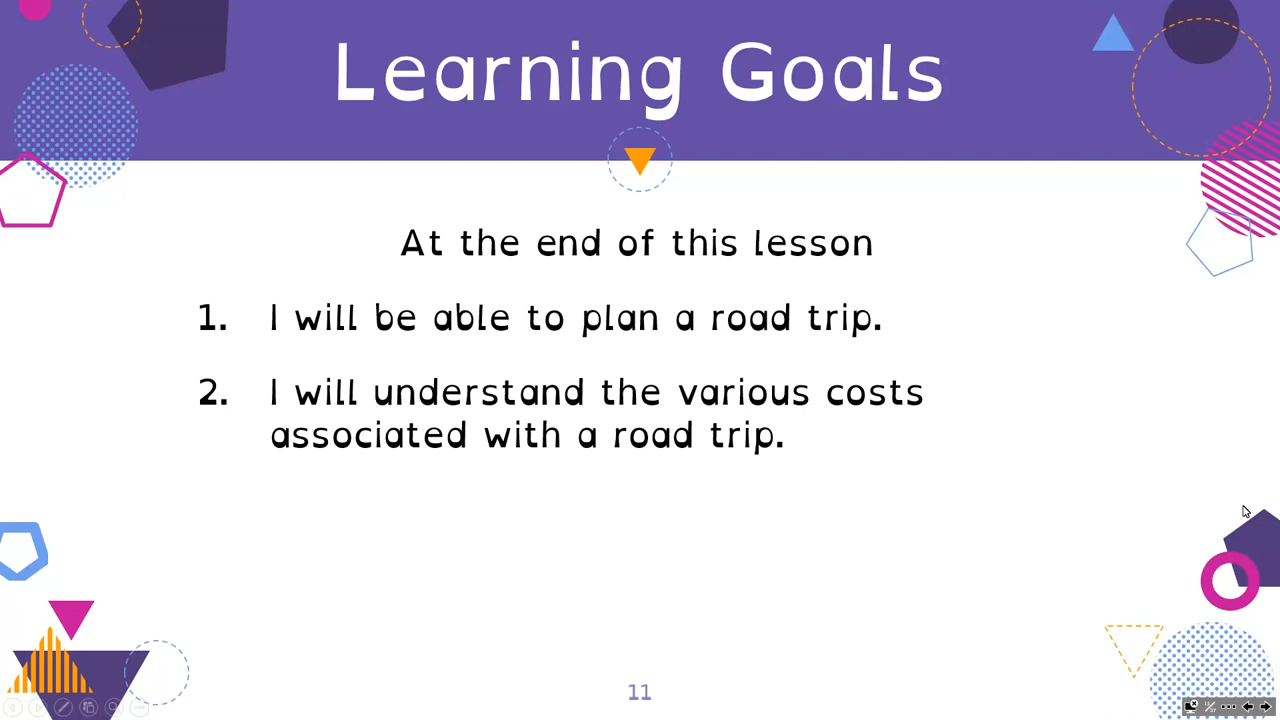 Learning Goals
At the end of this lesson
1. I will be able to plan a road trip.
2. I will understand the various costs
associated with a road trip.
11